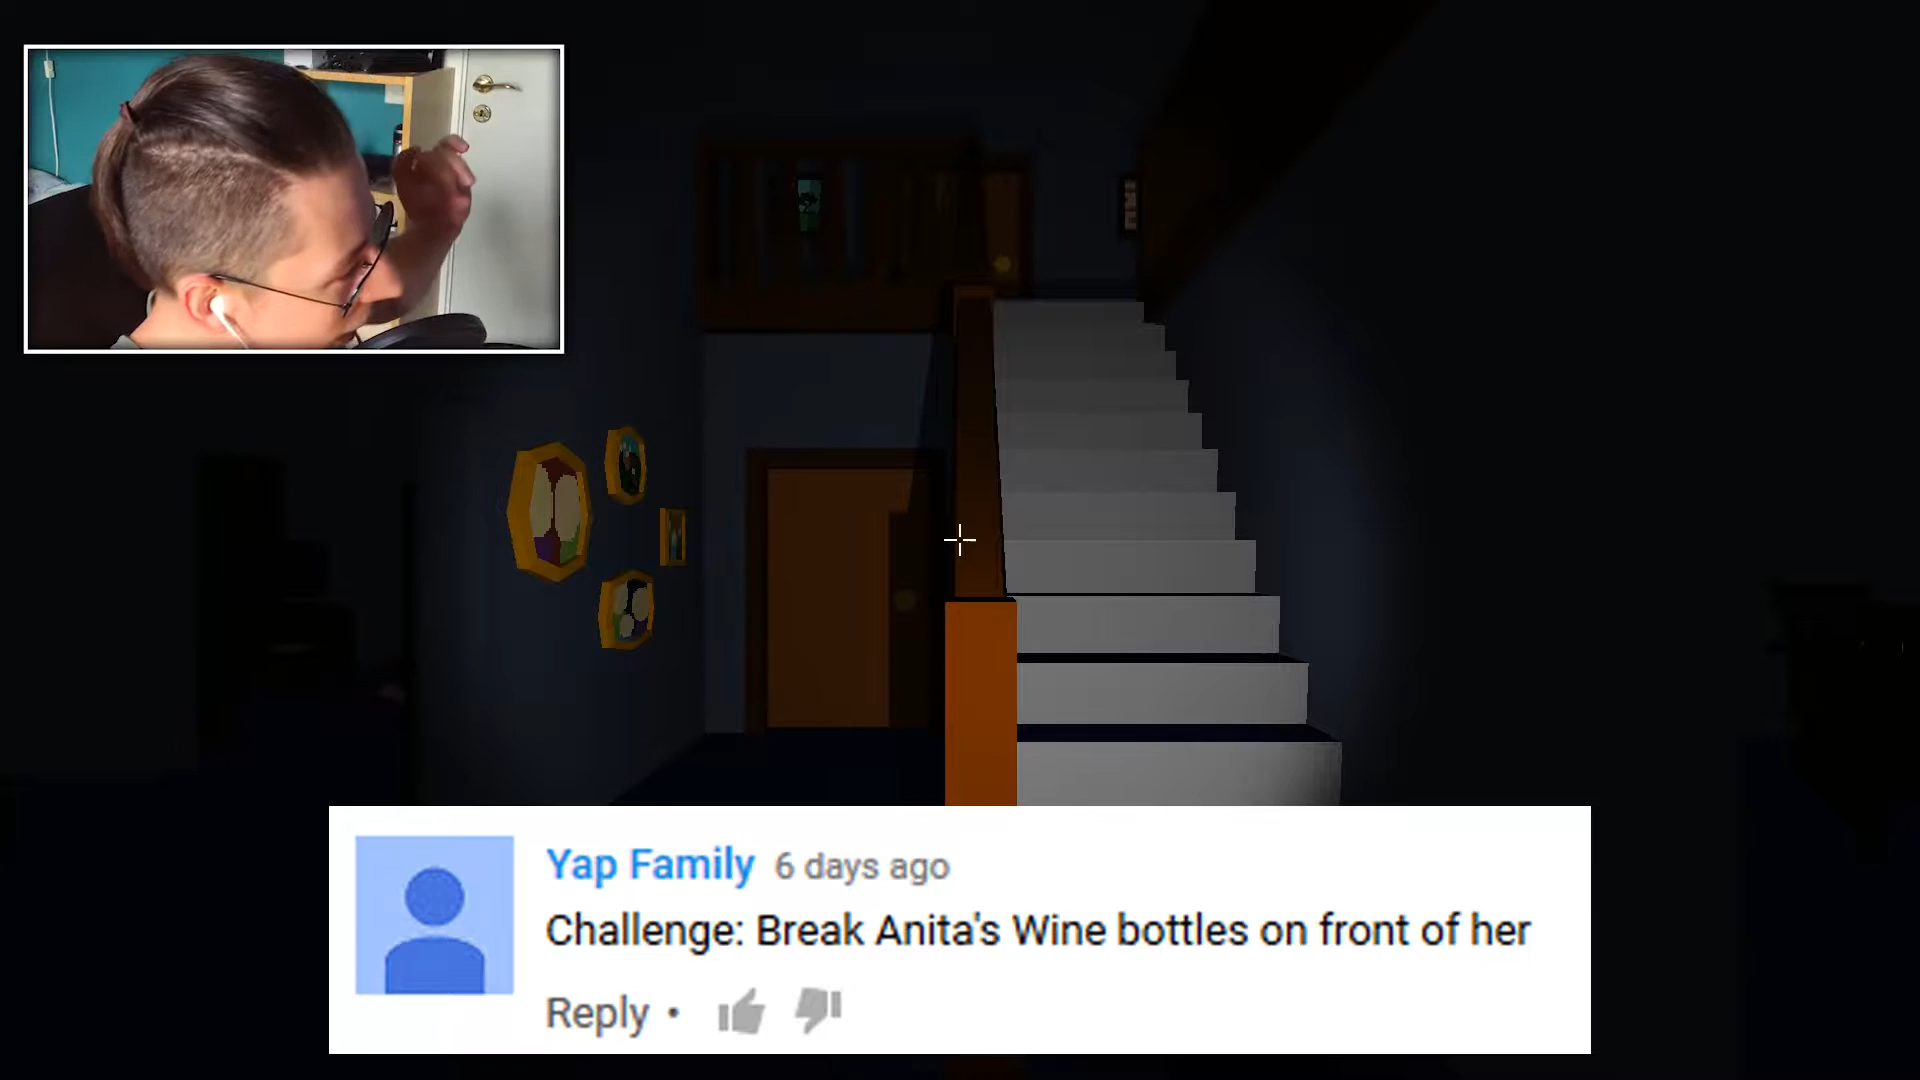 Yap Family 6 days ago
Challenge: Break Anita's Wine bottles on front of her
Reply •